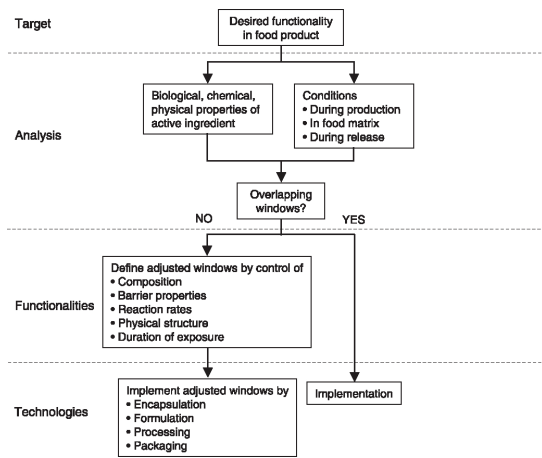 Target
Desired functionality
in food product
Analysis
Biological, chemical,
physical properties of
active ingredient
Conditions
• During production
• In food matrix
• During release
Overlapping
windows?
NO
YES
Functionalities
Define adjusted windows by control of
• Composition
• Barrier properties
• Reaction rates
• Physical structure
• Duration of exposure
Technologies
Implement adjusted windows by
• Encapsulation
• Formulation
• Processing
• Packaging
Implementation